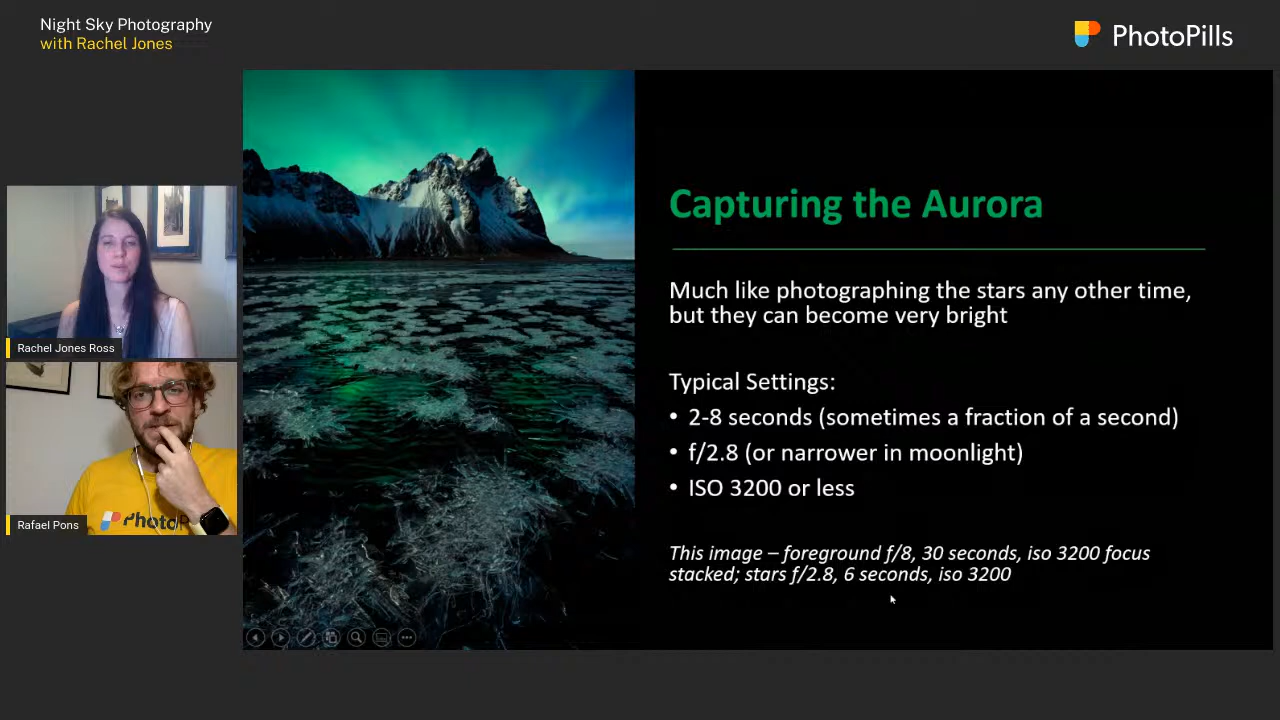 Night Sky Photography
with Rachel Jones
PhotoPills
Capturing the Aurora
Much like photographing the stars any other time,
but they can become very bright
Typical Settings:
• 2-8 seconds (sometimes a fraction of a second)
• f/2.8 (or narrower in moonlight)
• ISO 3200 or less
This image – foreground f/8, 30 seconds, iso 3200 focus
stacked; stars f/2.8, 6 seconds, iso 3200
Rachel Jones Ross
Rafael Pons
PhotoP